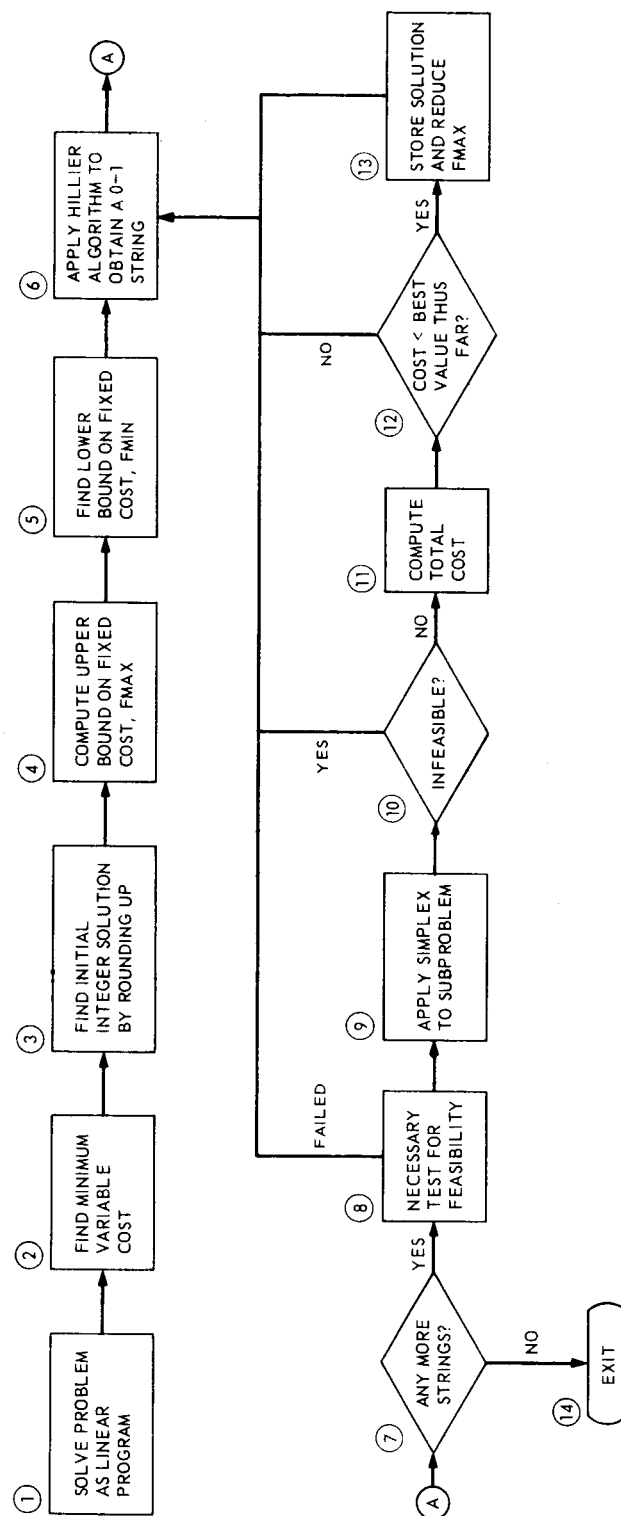 1
SOLVE PROBLEM
AS LINEAR
PROGRAM
2
FIND MINIMUM
VARIABLE
COST
3
FIND INITIAL
INTEGER SOLUTION
BY ROUNDING UP
4
COMPUTE UPPER
BOUND ON FIXED
COST, FMAX
5
FIND LOWER
BOUND ON FIXED
COST, FMIN
6
APPLY HILLIER
ALGORITHM TO
OBTAIN A 0-1
STRING
A
A
7
ANY MORE
STRINGS?
YES
NO
14
EXIT
8
NECESSARY
TEST FOR
FEASIBILITY
FAILED
9
APPLY SIMPLEX
TO SUBPROBLEM
10
INFEASIBLE?
YES
NO
11
COMPUTE
TOTAL
COST
12
COST < BEST
VALUE THUS
FAR?
NO
YES
13
STORE SOLUTION
AND REDUCE
FMAX